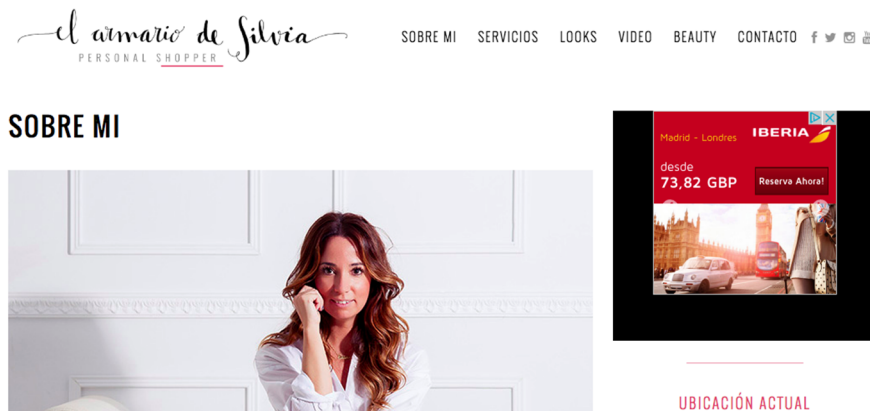 el armario de Silvia
PERSONAL SHOPPER
SOBRE MI SERVICIOS LOOKS VIDEO BEAUTY CONTACTO
SOBRE MI
Madrid - Londres
IBERIA
desde
73,82 GBP
Reserva Ahora!
UBICACIÓN ACTUAL